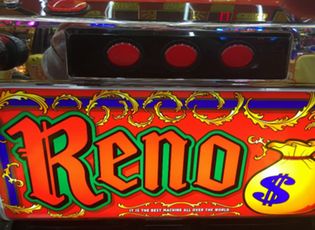 Reno
$
IT IS THE BEST MACHINE ALL OVER THE WORLD